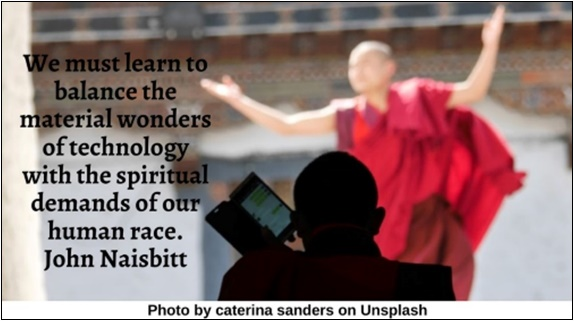 We must learn to
balance the
material wonders
of technology
with the spiritual
demands of our
human race.
John Naisbitt
Photo by caterina sanders on Unsplash